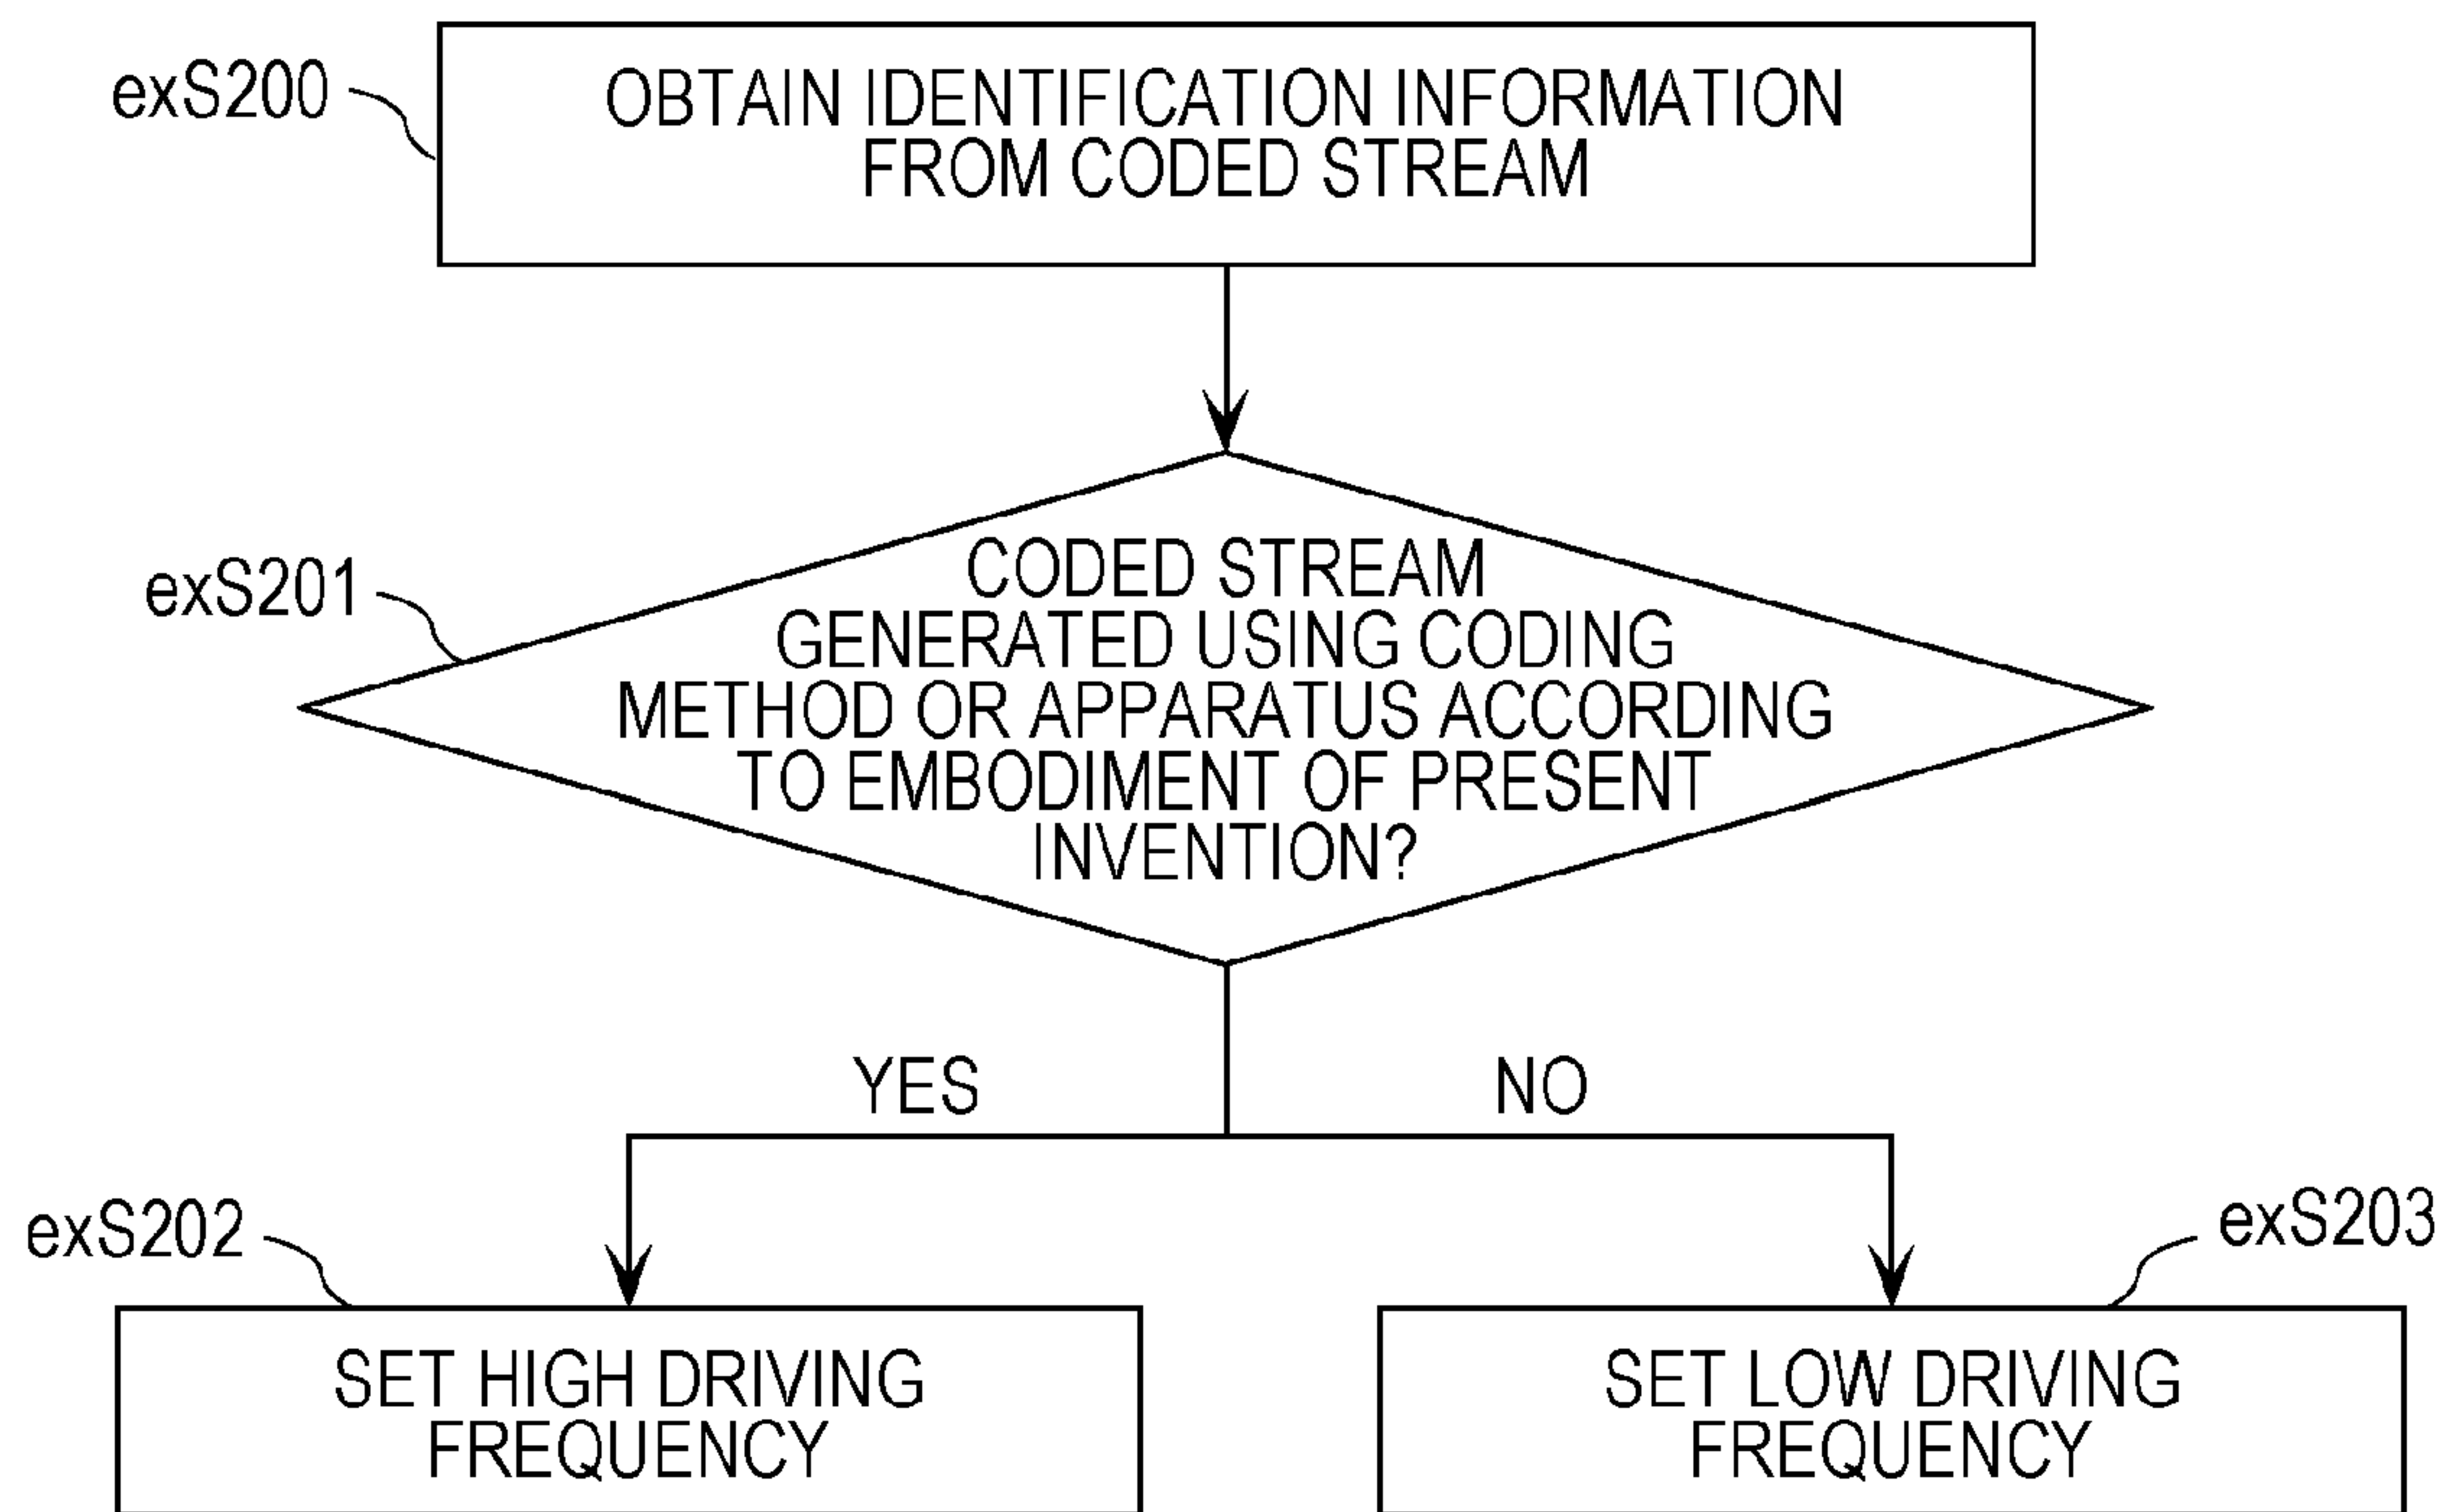 exS200
OBTAIN IDENTIFICATION INFORMATION
FROM CODED STREAM
exS201
CODED STREAM
GENERATED USING CODING
METHOD OR APPARATUS ACCORDING
TO EMBODIMENT OF PRESENT
INVENTION?
YES
NO
exS202
SET HIGH DRIVING
FREQUENCY
exS203
SET LOW DRIVING
FREQUENCY